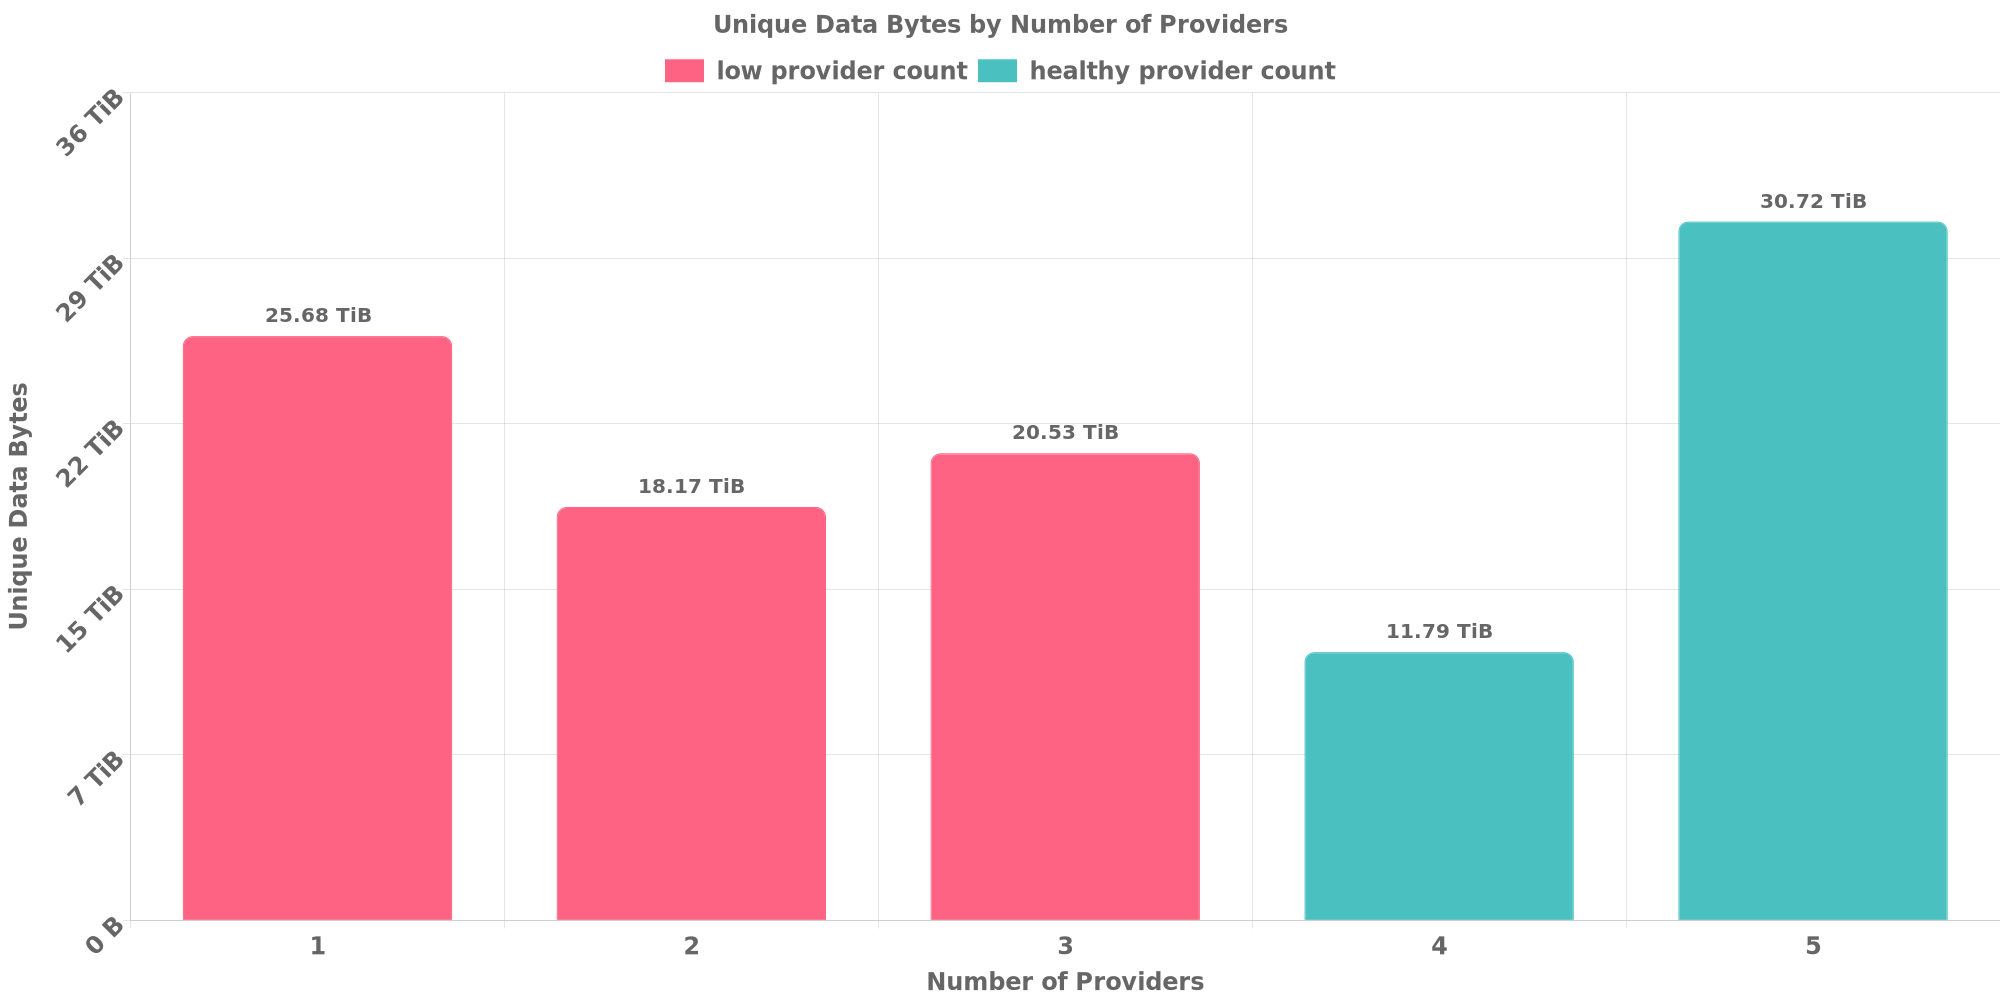 Unique Data Bytes by Number of Providers
low provider count healthy provider count
36 TiB
29 TiB
22 TiB
15 TiB
7 TiB
0 B
Unique Data Bytes
25.68 TiB
18.17 TiB
20.53 TiB
11.79 TiB
30.72 TiB
1 2 3 4 5
Number of Providers